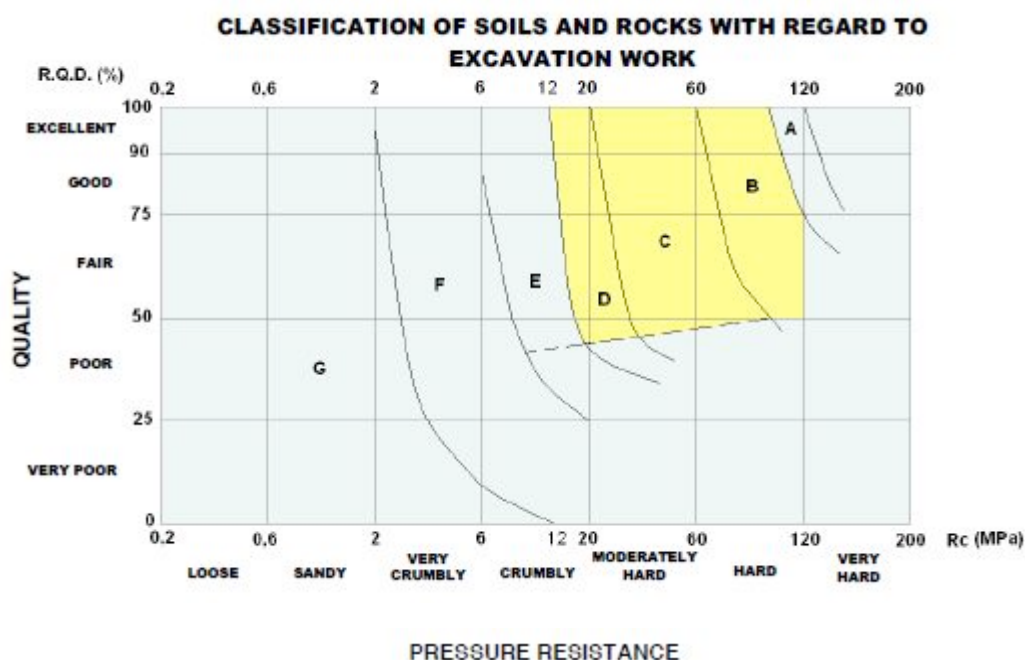 CLASSIFICATION OF SOILS AND ROCKS WITH REGARD TO
EXCAVATION WORK
R.Q.D. (%)
0.2 0,6 2 6 12 20 60 120 200
100
EXCELLENT
A
90
GOOD
B
75
C
FAIR
F
E
D
50
QUALITY
POOR
G
25
VERY POOR
0
0.2 0,6 2 6 12 20 60 120 200 Rc (MPa)
LOOSE SANDY VERY CRUMBLY CRUMBLY MODERATELY HARD HARD VERY HARD
PRESSURE RESISTANCE